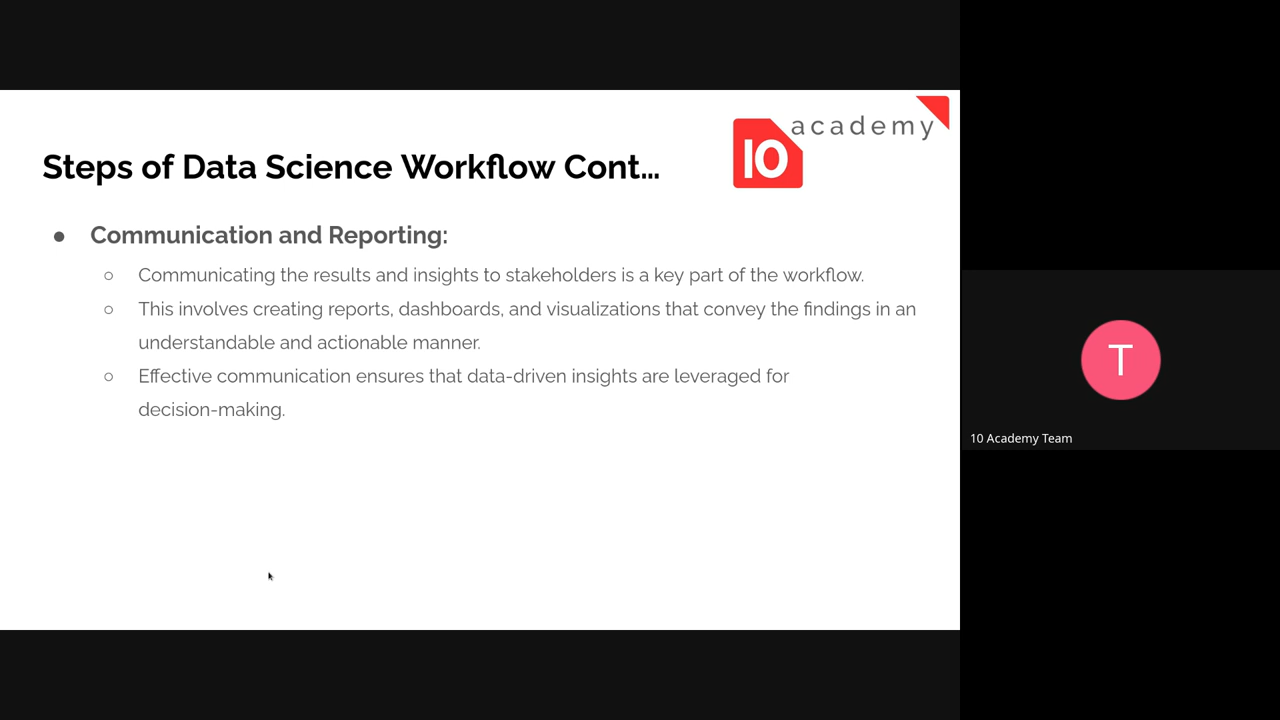 academy
10
Steps of Data Science Workflow Cont...
● Communication and Reporting:
○ Communicating the results and insights to stakeholders is a key part of the workflow.
○ This involves creating reports, dashboards, and visualizations that convey the findings in an
understandable and actionable manner.
○ Effective communication ensures that data-driven insights are leveraged for
decision-making.
T
10 Academy Team